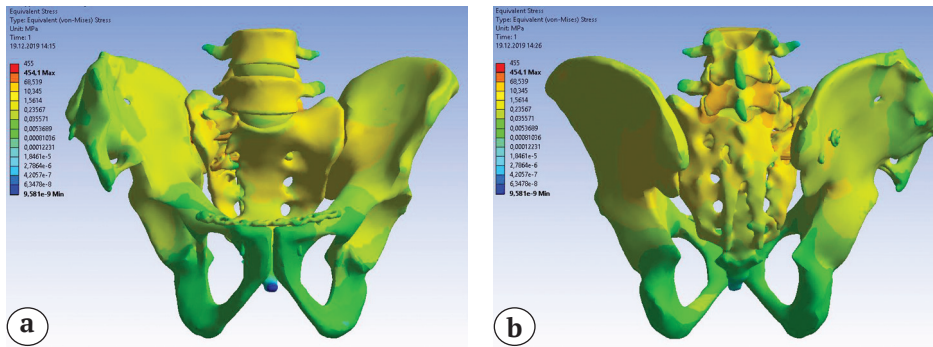 Equivalent Stress
Type: Equivalent (von-Mises) Stress
Unit: MPa
Time: 1
19.12.2019 14:15
455
454,1 Max
68,539
10,345
1,5614
0,23567
0,035571
0,0053689
0,00081036
0,00012231
1,8461e-5
2,7864e-6
4,2057e-7
6,3478e-8
9,581e-9 Min
a
Equivalent Stress
Type: Equivalent (von-Mises) Stress
Unit: MPa
Time: 1
19.12.2019 14:26
455
454,1 Max
68,539
10,345
1,5614
0,23567
0,035571
0,0053689
0,00081036
0,00012231
1,8461e-5
2,7864e-6
4,2057e-7
6,3478e-8
9,581e-9 Min
b